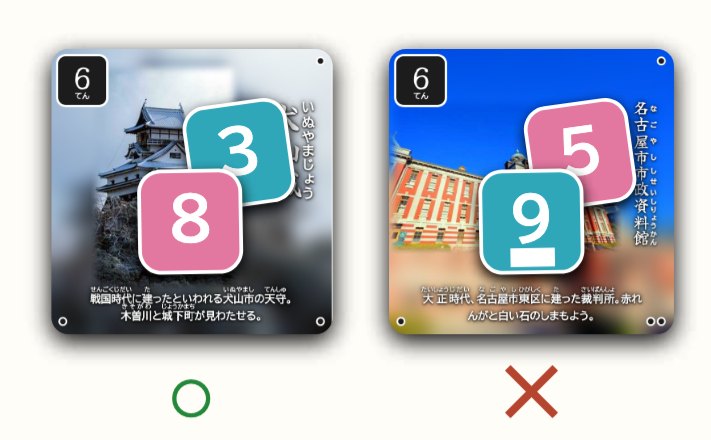 6
てん
いぬやまじょう
3
8
せんごくじだい た いぬやまし てんしゅ
戦国時代に建ったといわれる犬山市の天守。
きそがわ じょうかまち
木曽川と城下町が見わたせる。
○
6
てん
なごやししせいしりょうかん
名古屋市市政資料館
5
9
たいしょうじだい なごやしひがしく た さいばんしょ
大正時代、名古屋市東区に建った裁判所。赤れ
んがと白い石のしまもよう。
×